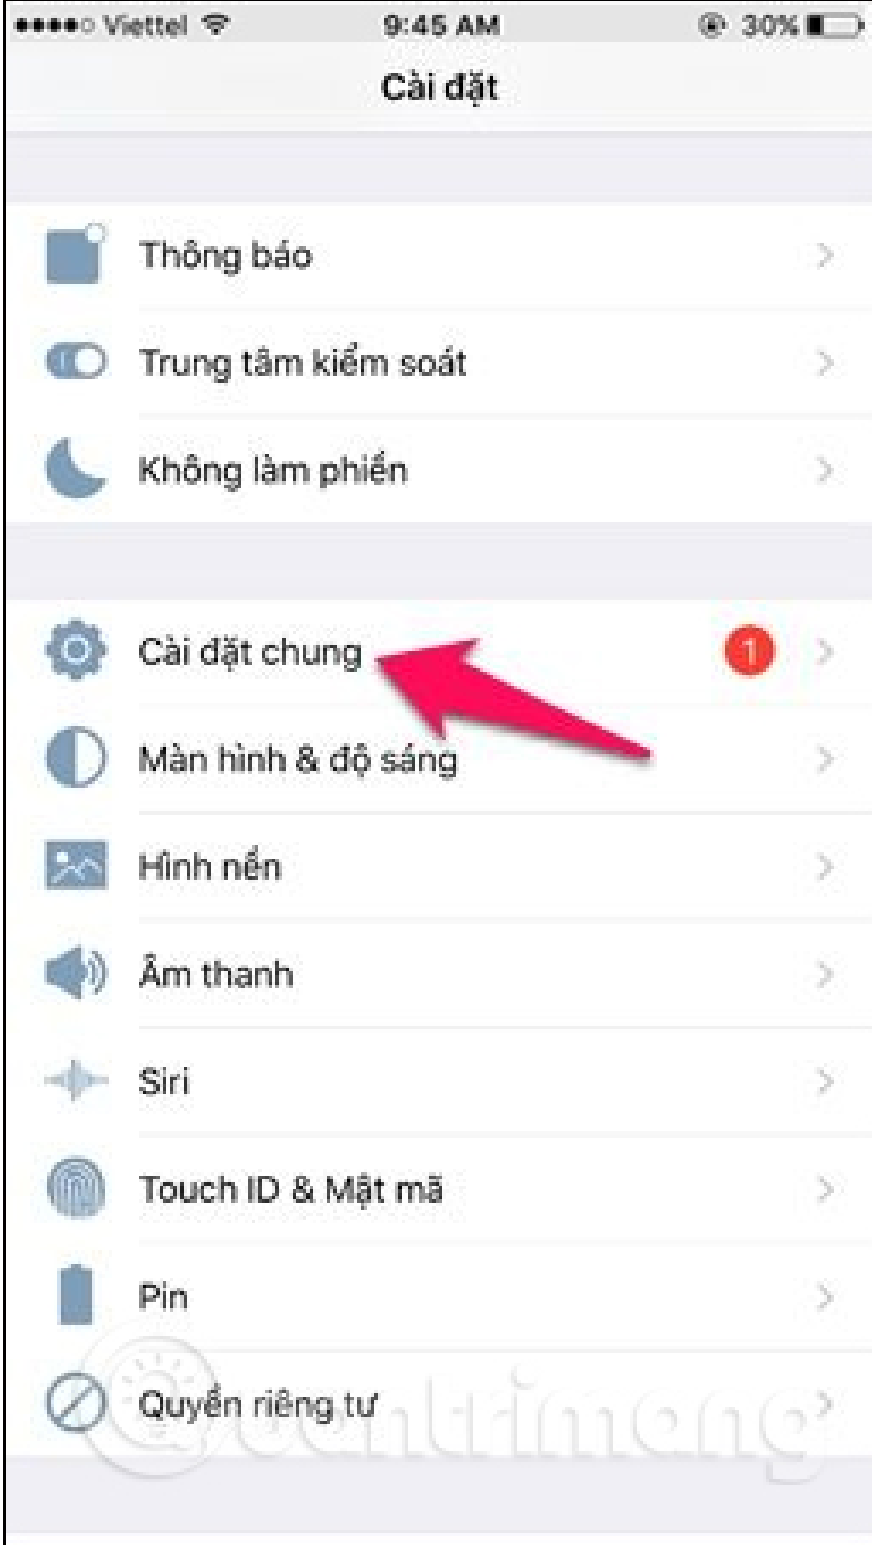 Viettel 9:45 AM 30%
Cài đặt
Thông báo
Trung tâm kiểm soát
Không làm phiền
Cài đặt chung 1
Màn hình & độ sáng
Hình nền
Âm thanh
Siri
Touch ID & Mật mã
Pin
Quyền riêng tư
quantrimang